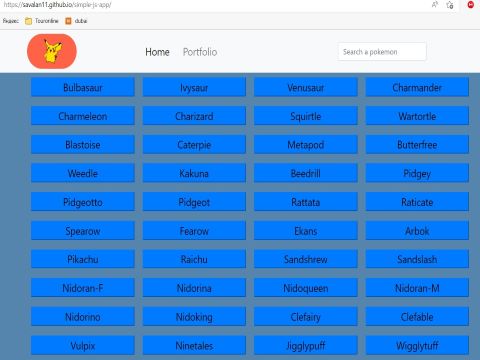 https://savalan11.github.io/simple-js-app/
Яндекс Touronline dubai
Home Portfolio Search a pokemon
Bulbasaur Ivysaur Venusaur Charmander
Charmeleon Charizard Squirtle Wartortle
Blastoise Caterpie Metapod Butterfree
Weedle Kakuna Beedrill Pidgey
Pidgeotto Pidgeot Rattata Raticate
Spearow Fearow Ekans Arbok
Pikachu Raichu Sandshrew Sandslash
Nidoran-F Nidorina Nidoqueen Nidoran-M
Nidorino Nidoking Clefairy Clefable
Vulpix Ninetales Jigglypuff Wigglytuff